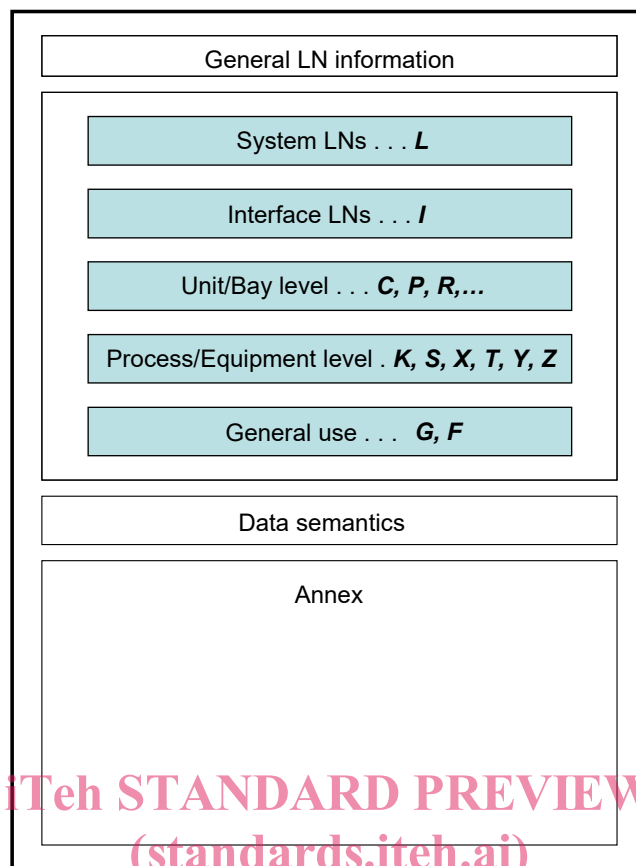 General LN information
System LNs . . . L
Interface LNs . . . I
Unit/Bay level . . . C, P, R,…
Process/Equipment level . K, S, X, T, Y, Z
General use . . . G, F
Data semantics
Annex
iTeh STANDARD PREVIEW
(standards.iteh.ai)